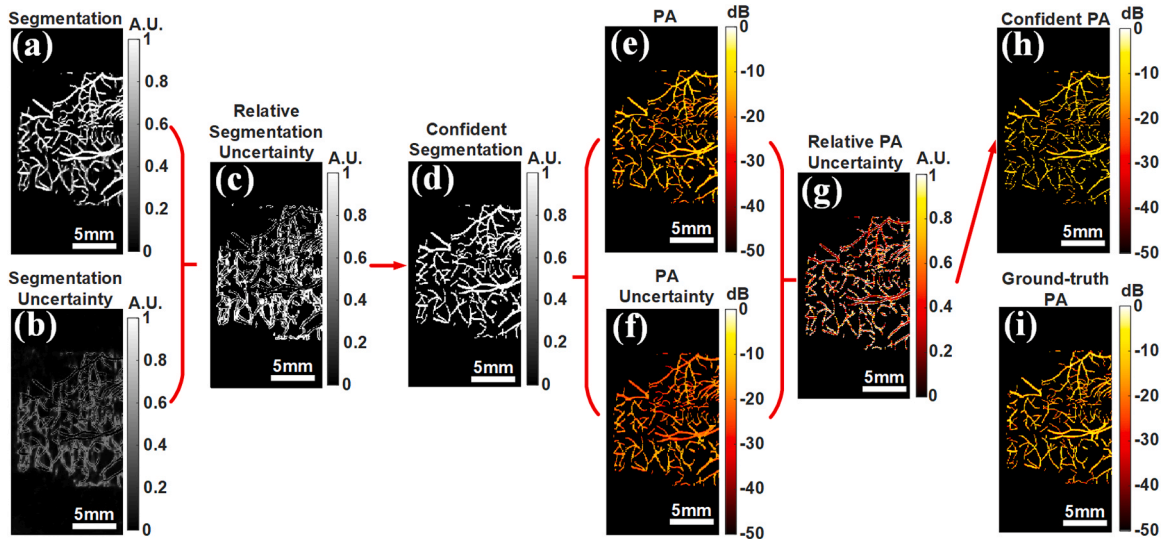 Segmentation
A.U.
(a)
1
0.8
0.6
0.4
0.2
0
5mm
Segmentation
Uncertainty
A.U.
(b)
1
0.8
0.6
0.4
0.2
0
5mm
Relative
Segmentation
Uncertainty
A.U.
(c)
1
0.8
0.6
0.4
0.2
0
5mm
Confident
Segmentation
A.U.
(d)
1
0.8
0.6
0.4
0.2
0
5mm
PA
dB
(e)
0
-10
-20
-30
-40
-50
5mm
PA
Uncertainty
dB
(f)
0
-10
-20
-30
-40
-50
5mm
Relative PA
Uncertainty
A.U.
(g)
1
0.8
0.6
0.4
0.2
0
5mm
Confident PA
dB
(h)
0
-10
-20
-30
-40
-50
5mm
Ground-truth
PA
dB
(i)
0
-10
-20
-30
-40
-50
5mm